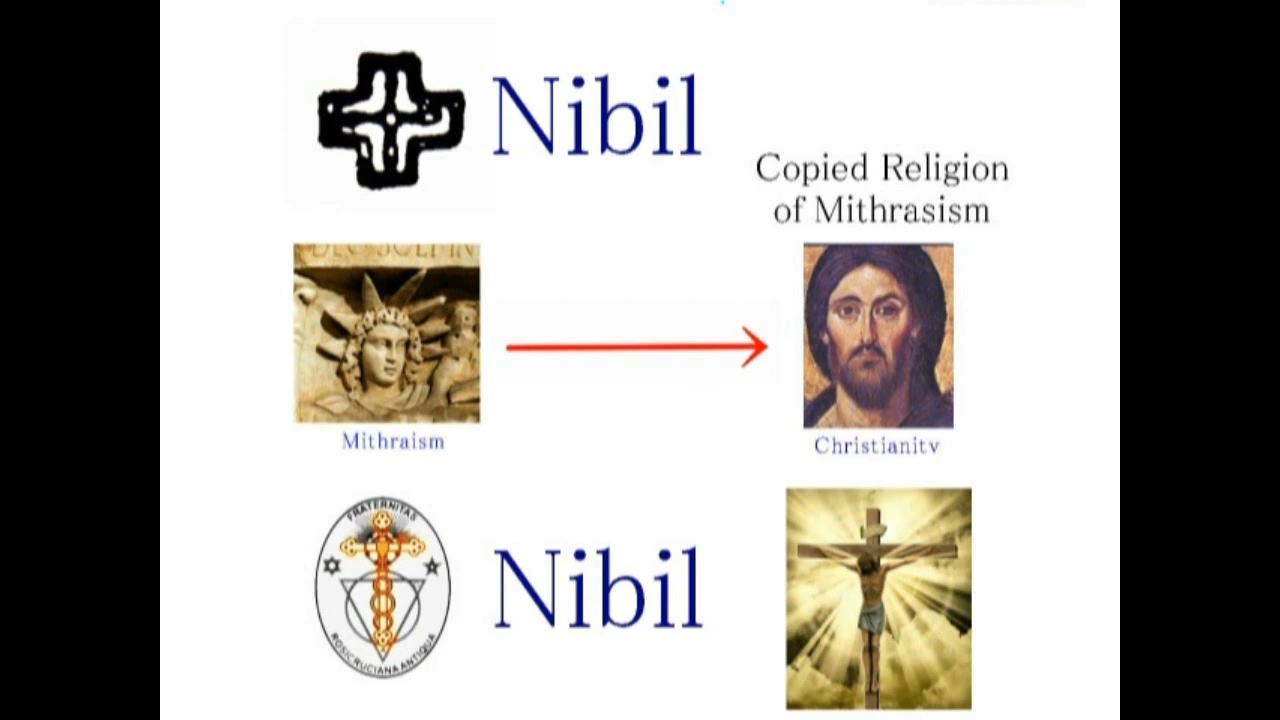 Nibil
Copied Religion
of Mithrasism
Mithraism
Christianity
FRATERNITAS
ROSICRUCIANA ANTIQUA
Nibil